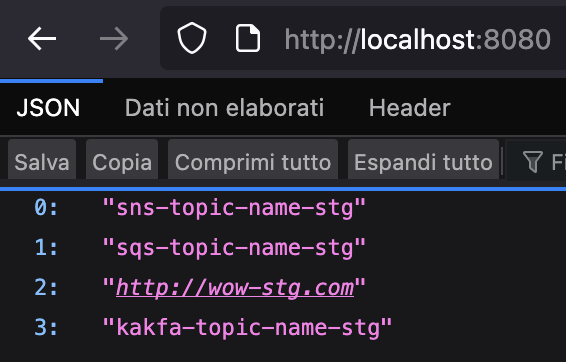 http://localhost:8080
JSON Dati non elaborati Header
Salva Copia Comprimi tutto Espandi tutto
0: "sns-topic-name-stg"
1: "sqs-topic-name-stg"
2: "http://wow-stg.com"
3: "kakfa-topic-name-stg"